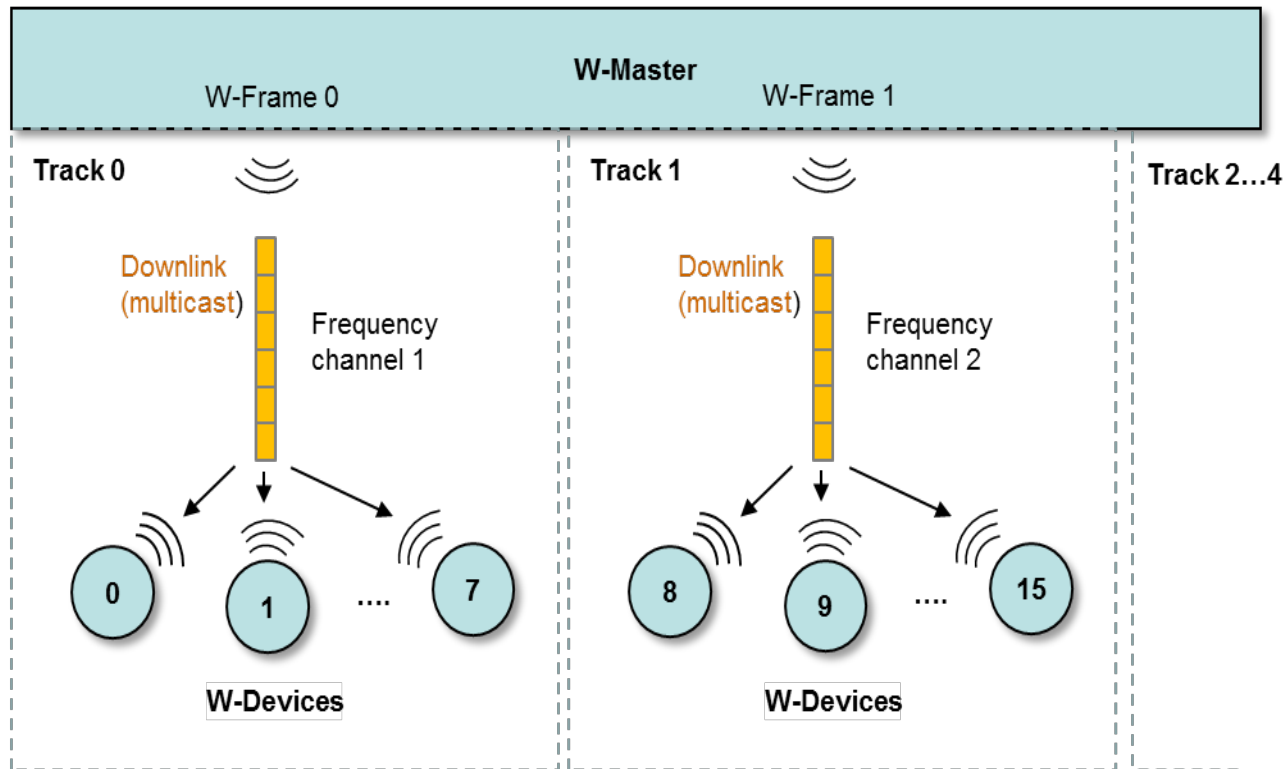 W-Master
W-Frame 0
W-Frame 1
Track 0
Track 1
Track 2…4
Downlink
(multicast)
Frequency
channel 1
Downlink
(multicast)
Frequency
channel 2
0
1
....
7
8
9
....
15
W-Devices
W-Devices